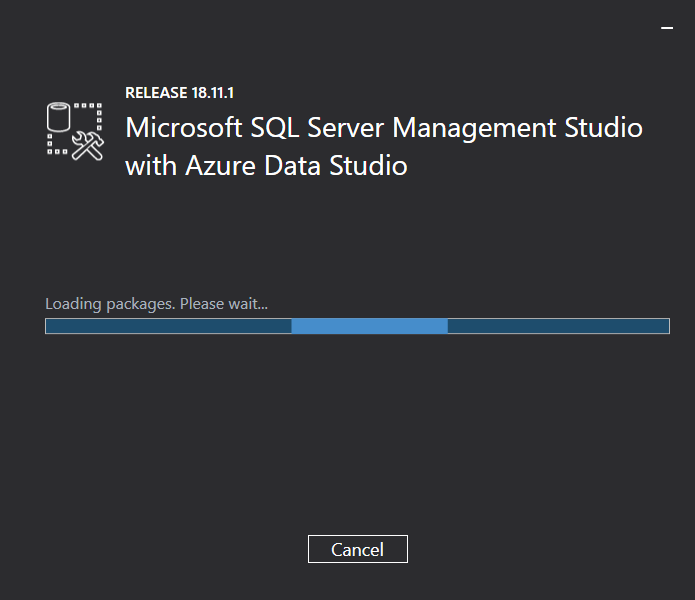 RELEASE 18.11.1
Microsoft SQL Server Management Studio
with Azure Data Studio
Loading packages. Please wait...
Cancel